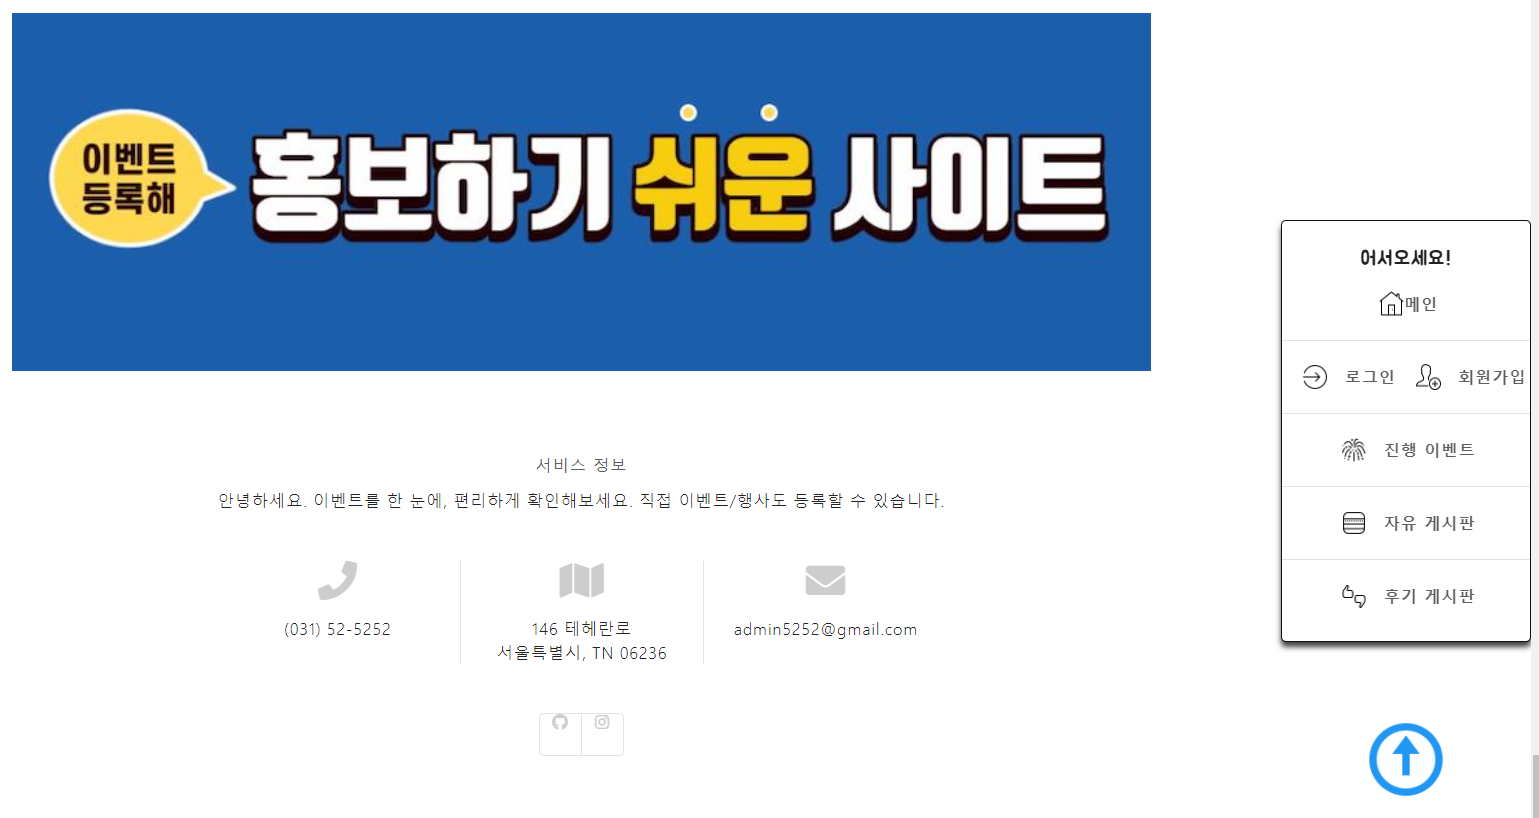 이벤트
등록해
홍보하기 쉬운 사이트
어서오세요!
메인
로그인 회원가입
진행 이벤트
자유 게시판
후기 게시판
서비스 정보
안녕하세요. 이벤트를 한 눈에, 편리하게 확인해보세요. 직접 이벤트/행사도 등록할 수 있습니다.
(031) 52-5252
146 테헤란로
서울특별시, TN 06236
admin5252@gmail.com